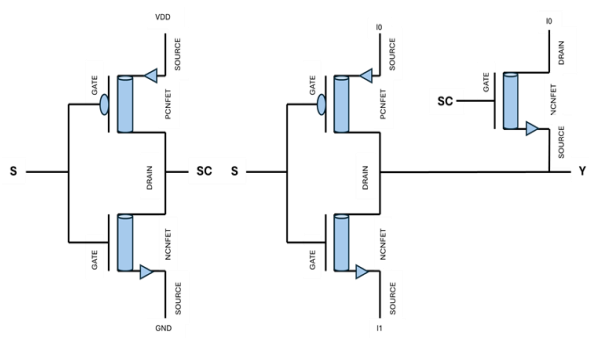 VDD
SOURCE
GATE
PCNFET
S
DRAIN
SC
GATE
NCNFET
SOURCE
GND
I0
SOURCE
GATE
PCNFET
S
DRAIN
GATE
NCNFET
SOURCE
I1
I0
DRAIN
GATE
SC
NCNFET
SOURCE
Y